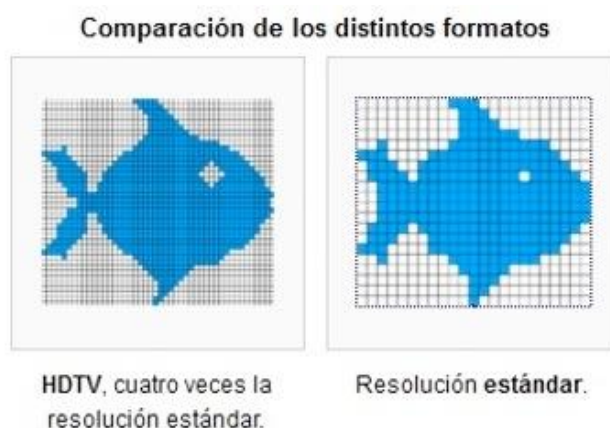 Comparación de los distintos formatos
HDTV, cuatro veces la
resolución estándar.
Resolución estándar.